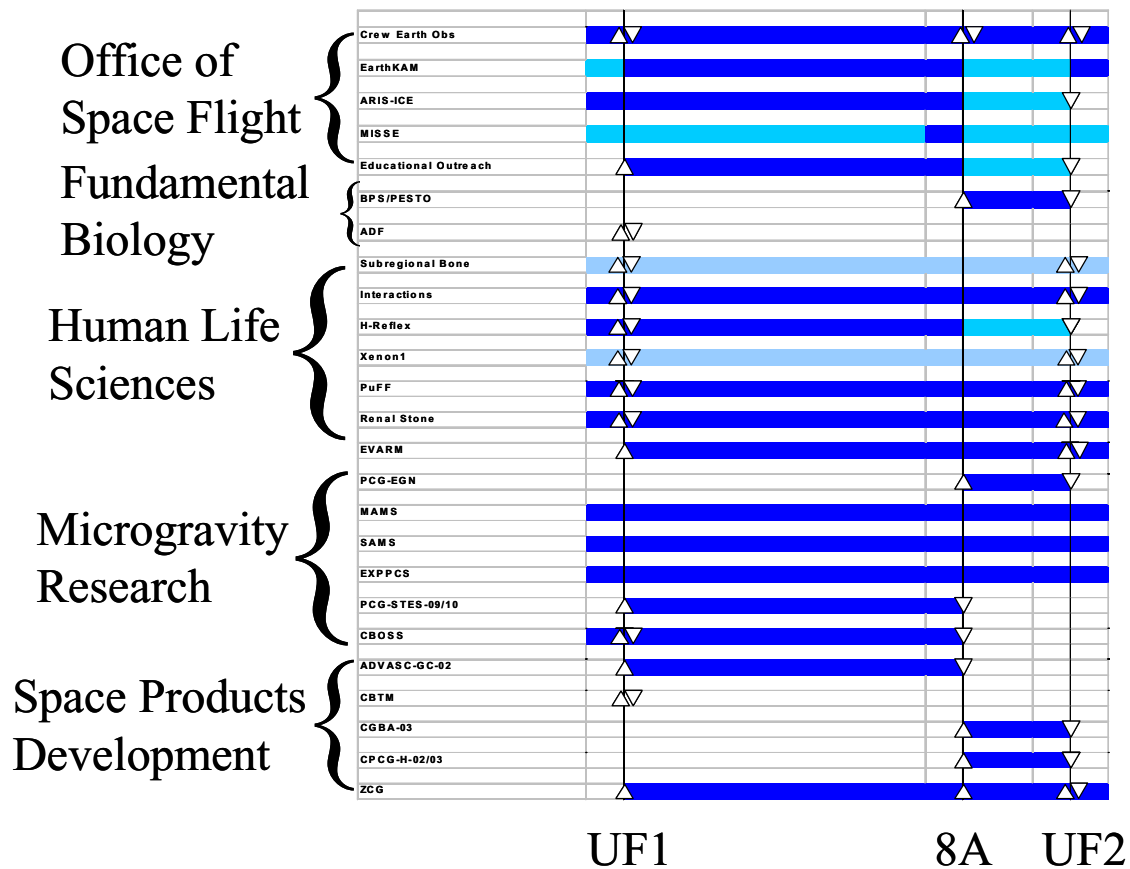 Office of
Space Flight
Crew Earth Obs
EarthKAM
ARIS-ICE
MISSE
Educational Outreach
Fundamental
Biology
BPS/PESTO
ADF
Human Life
Sciences
Subregional Bone
Interactions
H-Reflex
Xenon1
PuFF
Renal Stone
EVARM
Microgravity
Research
PCG-EGN
MAMS
SAMS
EXPPCS
PCG-STES-09/10
CBOSS
Space Products
Development
ADVASC-GC-02
CBTM
CGBA-03
CPCG-H-02/03
ZCG
UF1 8A UF2